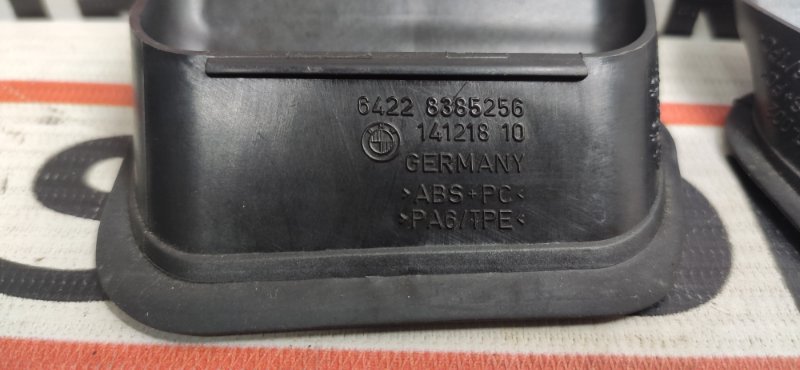 6422 8385256
141218 10
GERMANY
>ABS+PC<
>PA6/TPE<